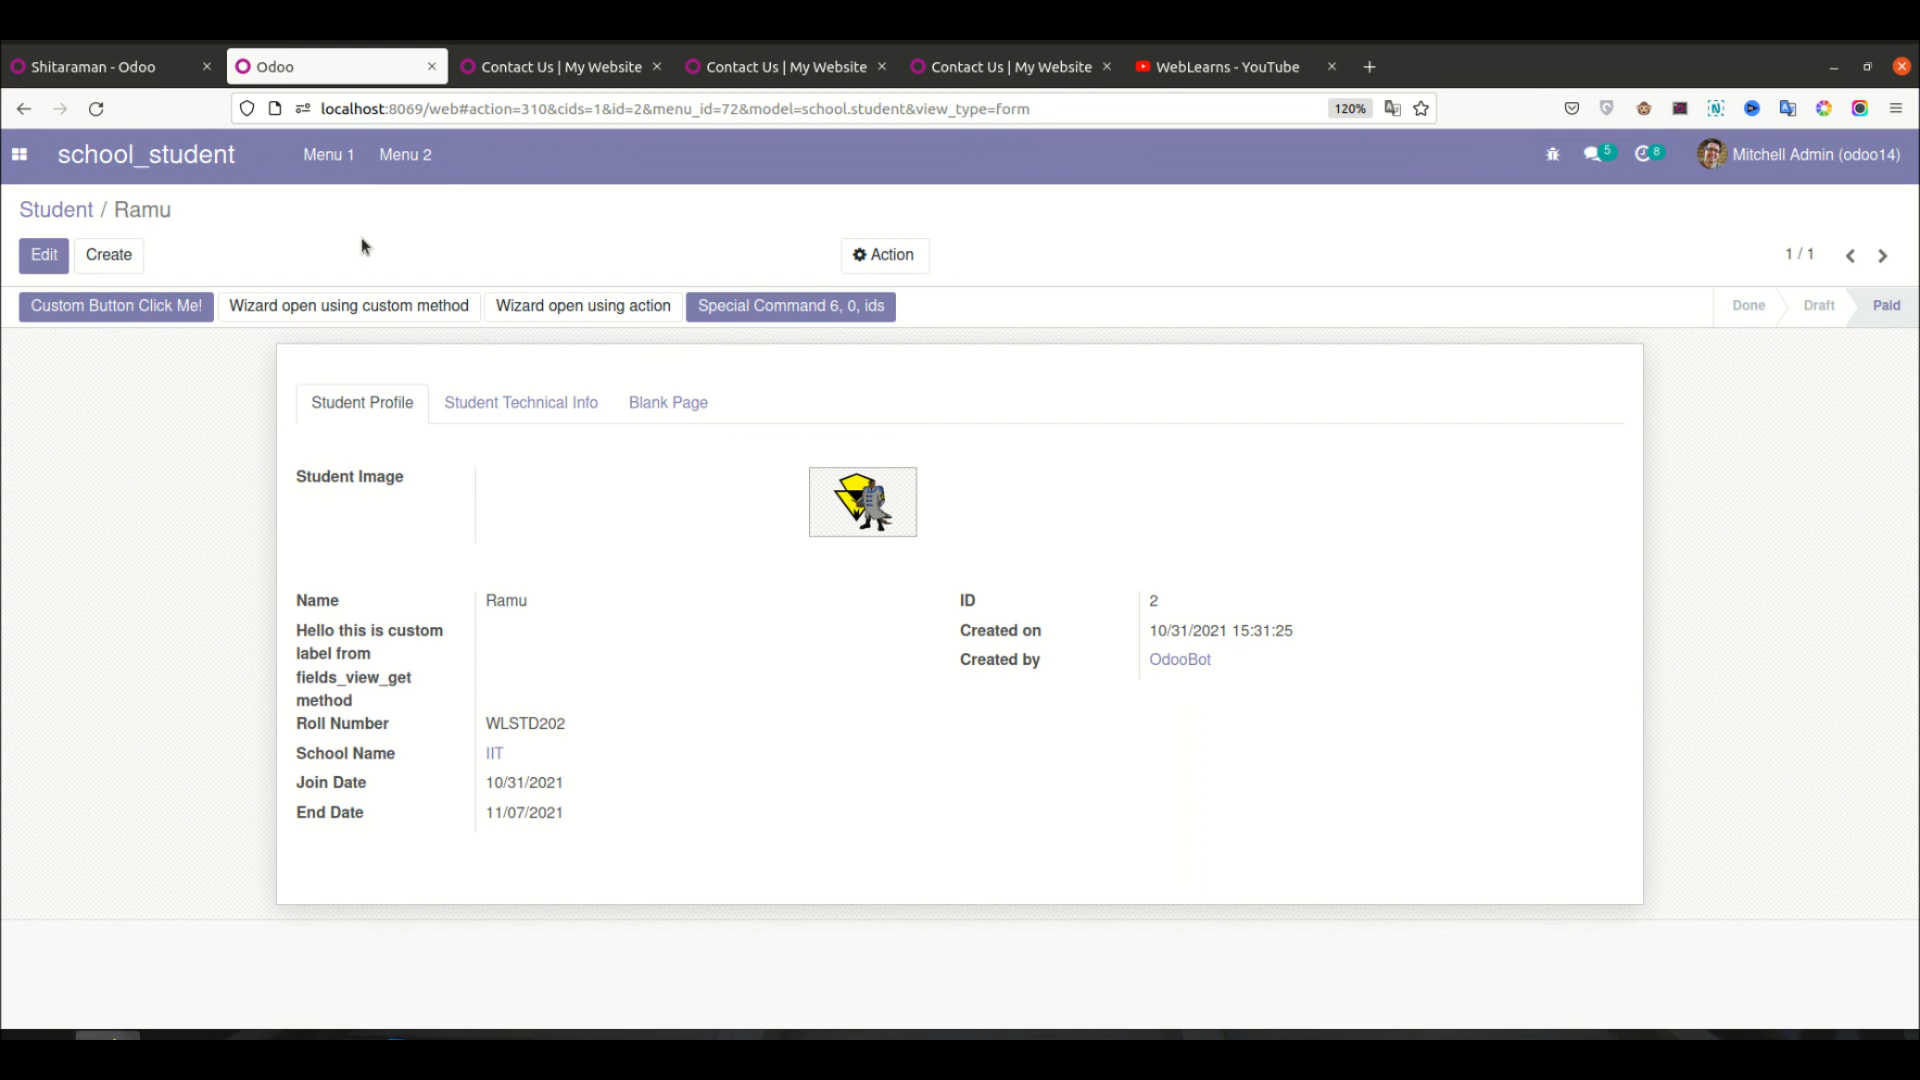 Shitaraman - Odoo
Odoo
Contact Us | My Website
Contact Us | My Website
Contact Us | My Website
WebLearns - YouTube
localhost:8069/web#action=310&cids=1&id=2&menu_id=72&model=school.student&view_type=form
120%
school_student
Menu 1
Menu 2
5
8
Mitchell Admin (odoo14)
Student / Ramu
Edit
Create
Action
1 / 1
Custom Button Click Me!
Wizard open using custom method
Wizard open using action
Special Command 6, 0, ids
Done
Draft
Paid
Student Profile
Student Technical Info
Blank Page
Student Image
Name
Ramu
Hello this is custom
label from
fields_view_get
method
Roll Number
WLSTD202
School Name
IIT
Join Date
10/31/2021
End Date
11/07/2021
ID
2
Created on
10/31/2021 15:31:25
Created by
OdooBot